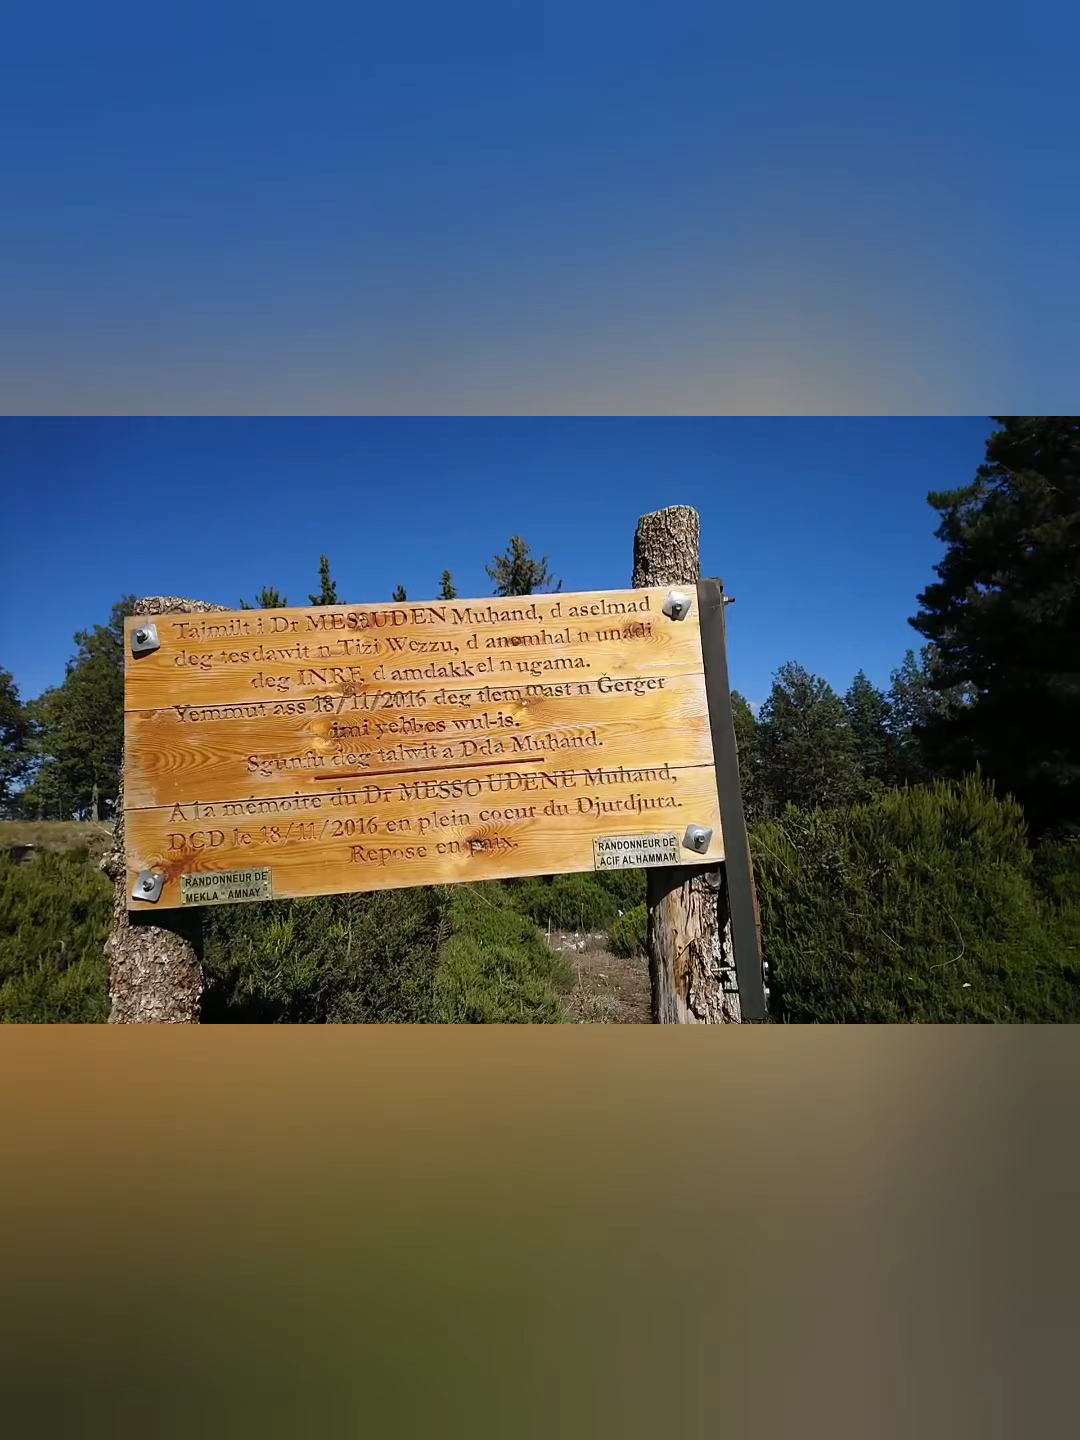 Tajmilt i Dr MESƐUDEN Muḥand, d aselmad
deg tesdawit n Tizi Wezzu, d anemhal n unadi
deg INRF, d amdakkel n ugama.
Yemmut ass 18/11/2016 deg tlemmast n Ǧerǧer
imi yeḥbes wul-is.
Sgunfu deg talwit a Dda Muḥand.
A la mémoire du Dr MESSOUDENE Muhand,
DCD le 18/11/2016 en plein coeur du Djurdjura.
Repose en paix.
RANDONNEUR DE
MEKLA " AMNAY "
RANDONNEUR DE
ACIF AL HAMMAM